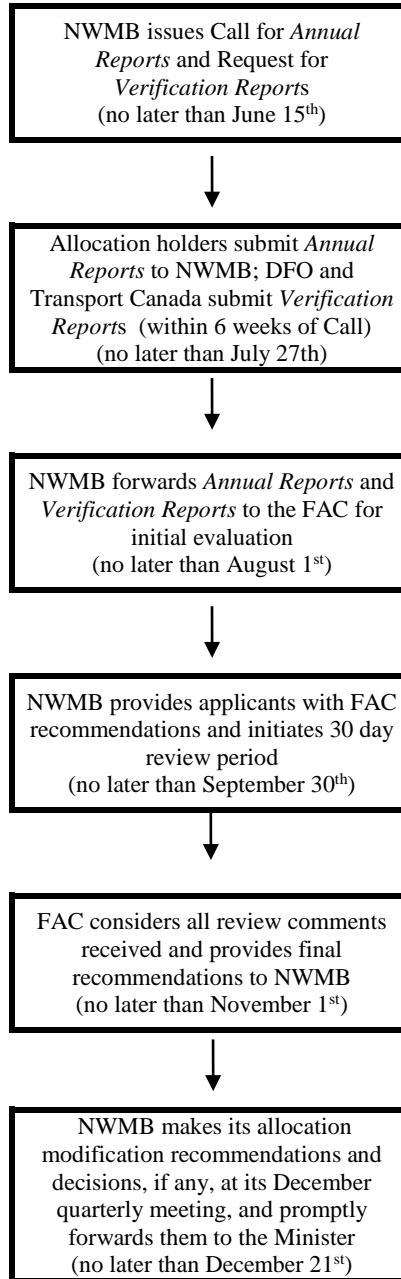 NWMB issues Call for Annual
Reports and Request for
Verification Reports
(no later than June 15th)
Allocation holders submit Annual
Reports to NWMB; DFO and
Transport Canada submit Verification
Reports (within 6 weeks of Call)
(no later than July 27th)
NWMB forwards Annual Reports and
Verification Reports to the FAC for
initial evaluation
(no later than August 1st)
NWMB provides applicants with FAC
recommendations and initiates 30 day
review period
(no later than September 30th)
FAC considers all review comments
received and provides final
recommendations to NWMB
(no later than November 1st)
NWMB makes its allocation
modification recommendations and
decisions, if any, at its December
quarterly meeting, and promptly
forwards them to the Minister
(no later than December 21st)